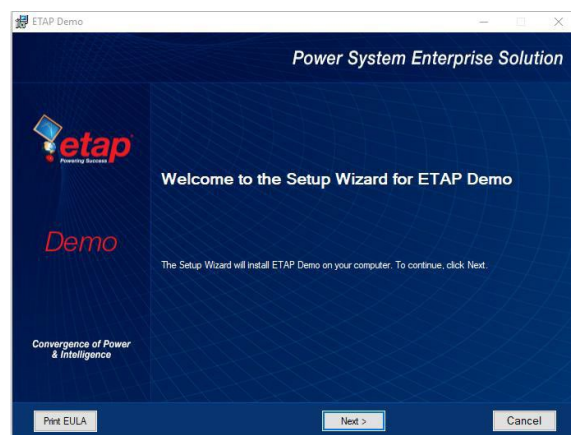 ETAP Demo
Power System Enterprise Solution
etap
Powering Success
Welcome to the Setup Wizard for ETAP Demo
Demo
The Setup Wizard will install ETAP Demo on your computer. To continue, click Next.
Convergence of Power
& Intelligence
Print EULA
Next >
Cancel